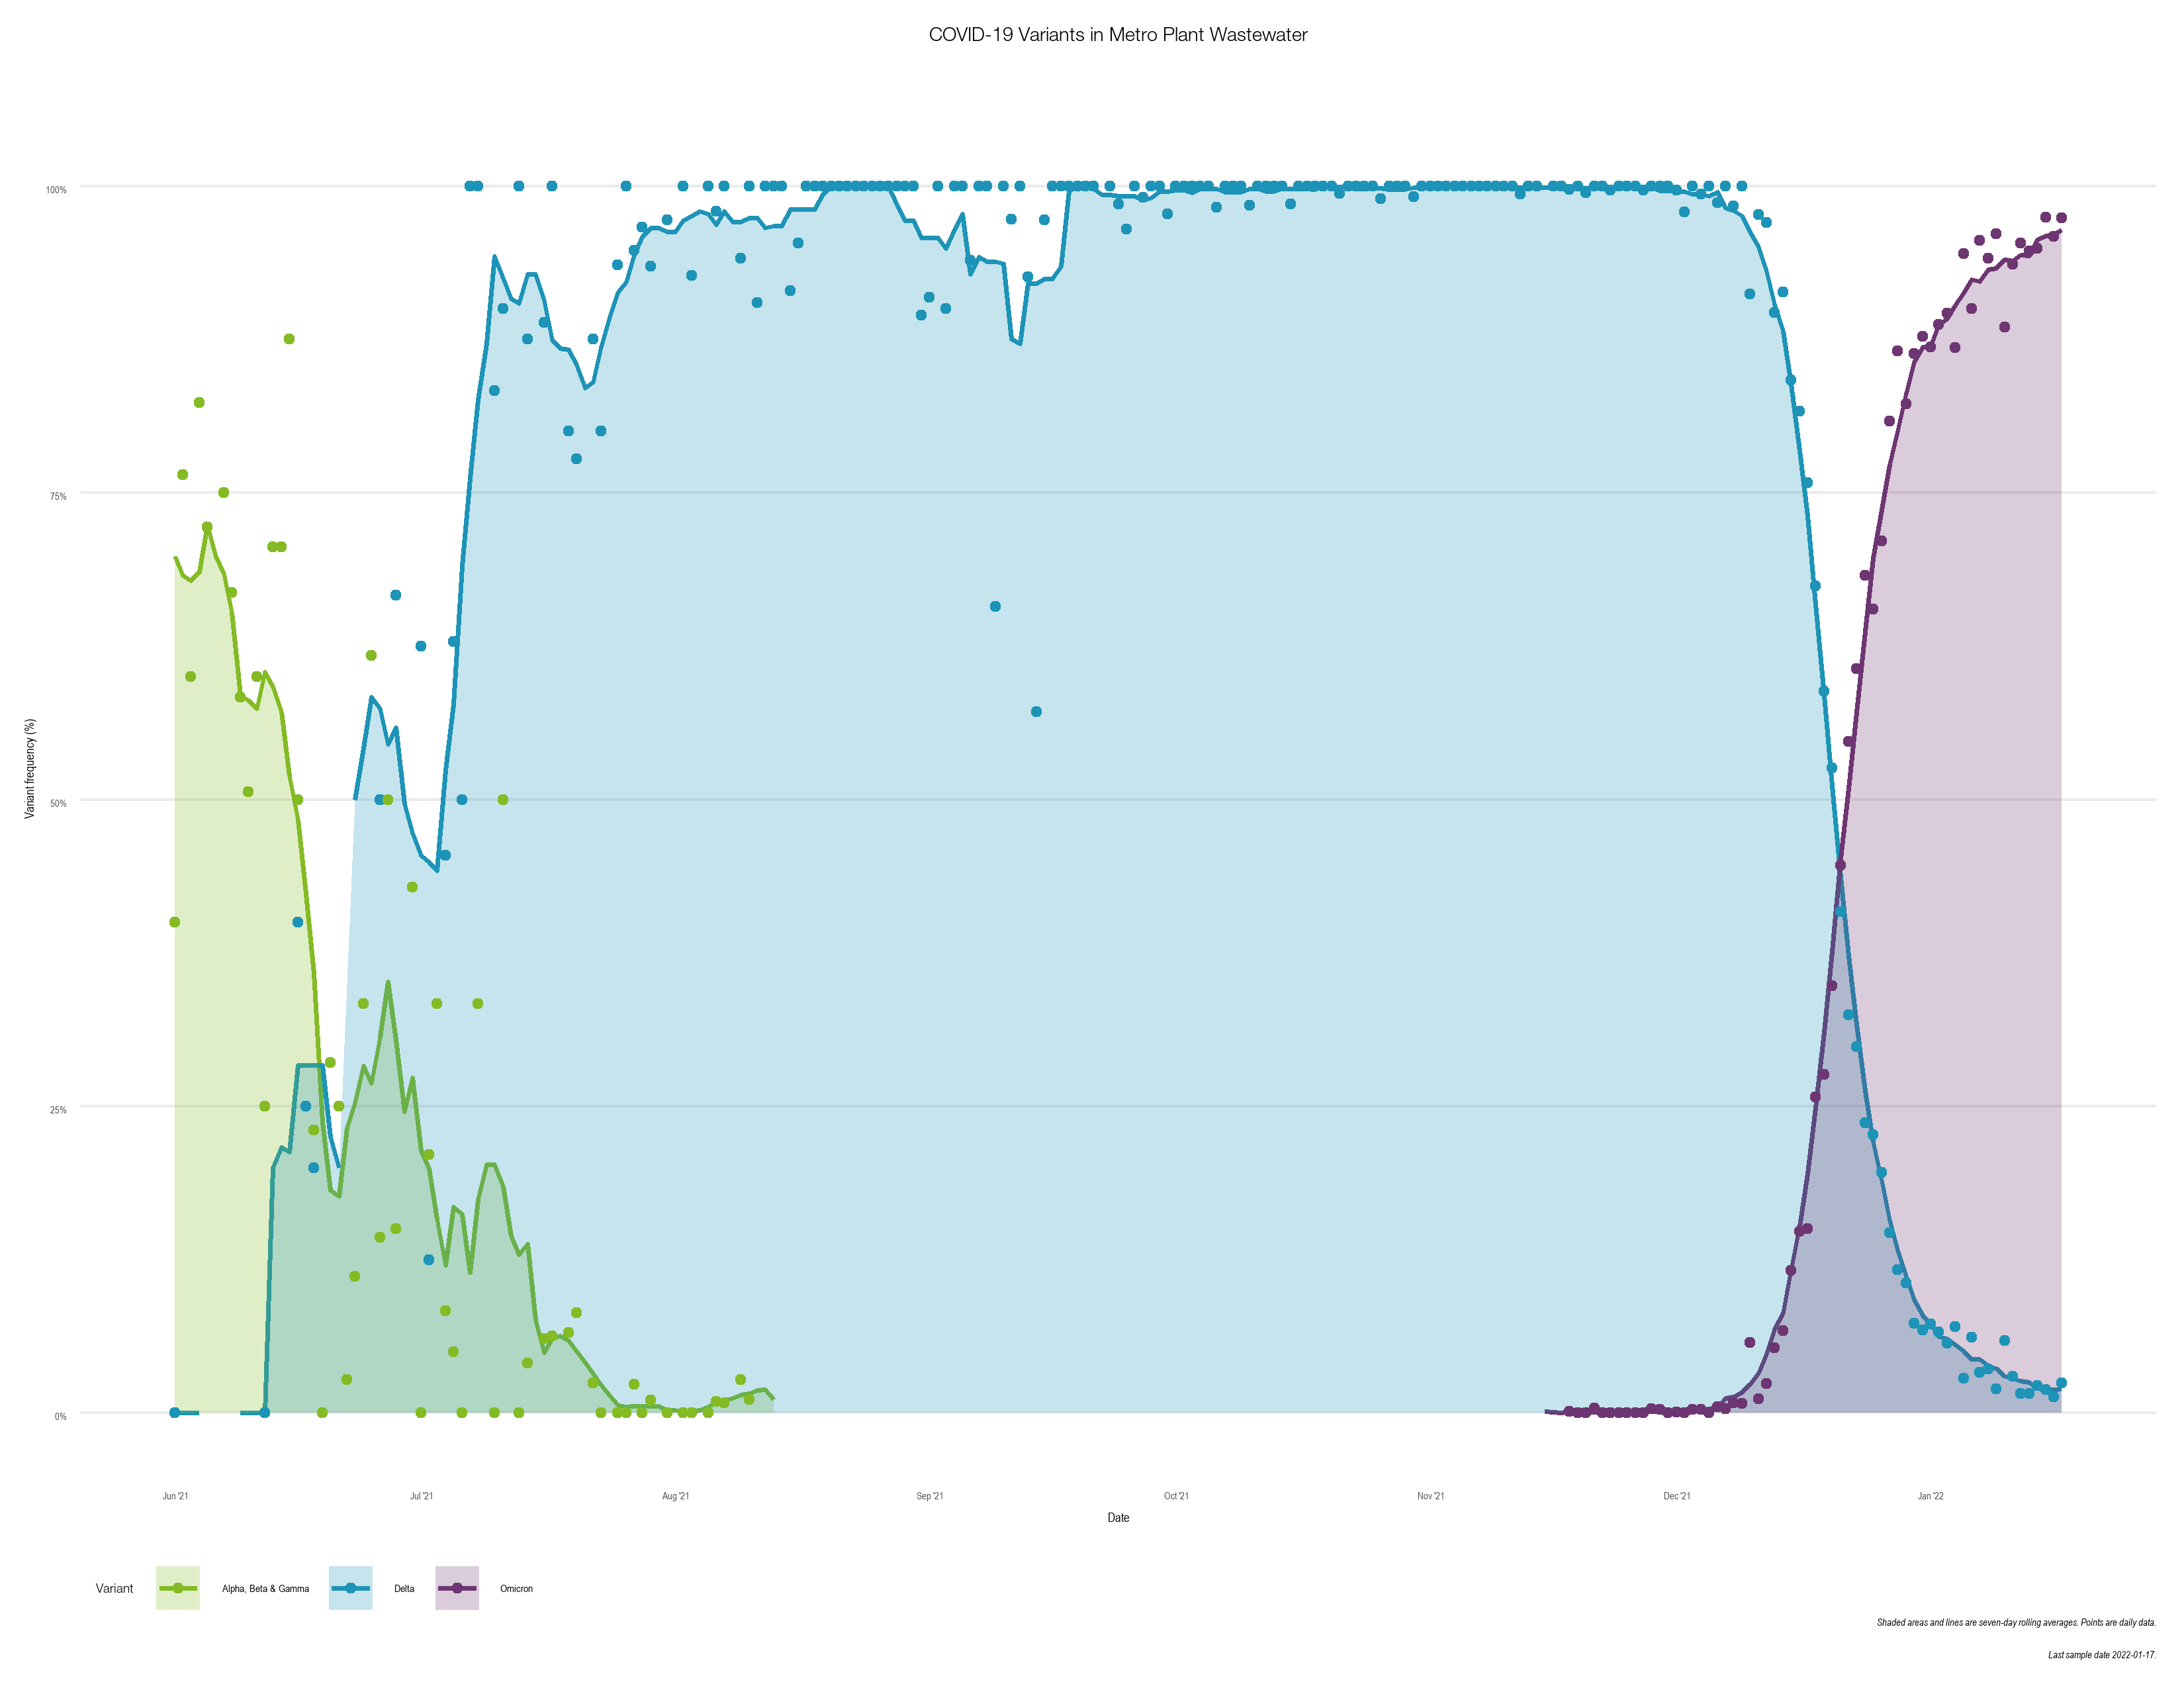 COVID-19 Variants in Metro Plant Wastewater
Variant frequency (%)
100%
75%
50%
25%
0%
Jun '21 Jul '21 Aug '21 Sep '21 Oct '21 Nov '21 Dec '21 Jan '22
Date
Variant Alpha, Beta & Gamma Delta Omicron
Shaded areas and lines are seven-day rolling averages. Points are daily data.
Last sample date 2022-01-17.